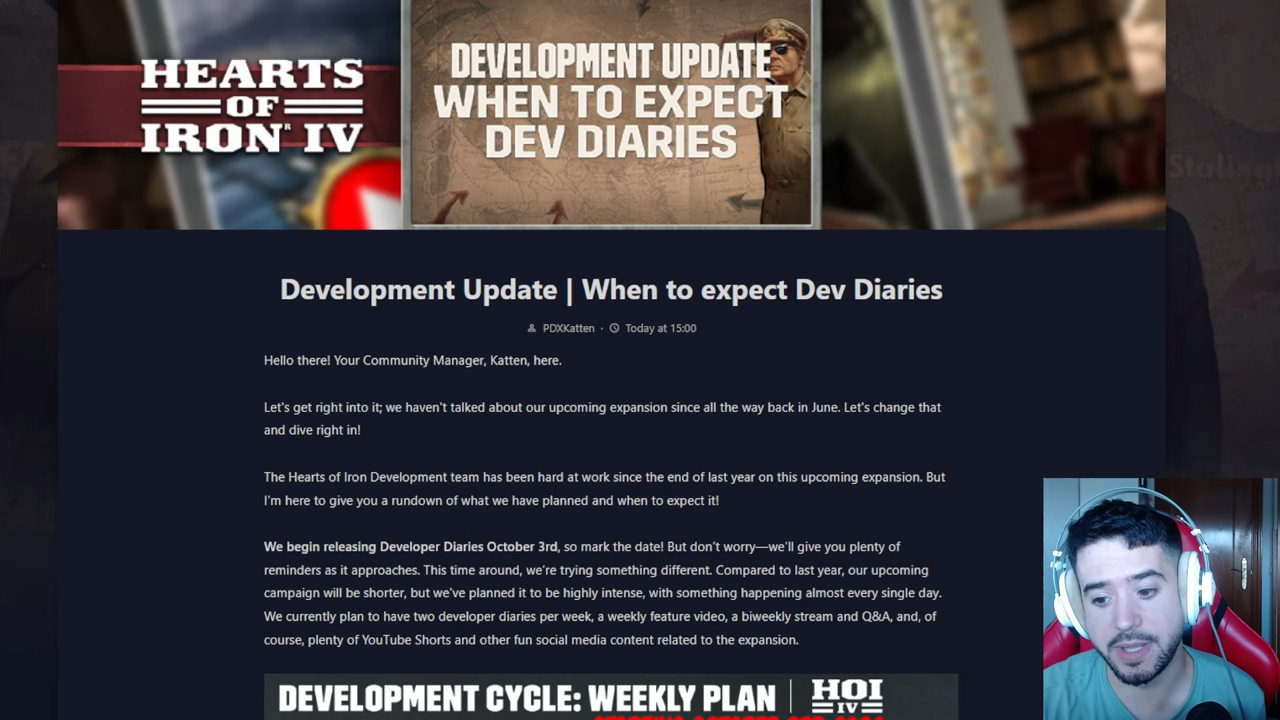 HEARTS
OF
IRON IV
DEVELOPMENT UPDATE
WHEN TO EXPECT
DEV DIARIES
Development Update | When to expect Dev Diaries
PDXKatten · Today at 15:00
Hello there! Your Community Manager, Katten, here.
Let's get right into it; we haven't talked about our upcoming expansion since all the way back in June. Let's change that
and dive right in!
The Hearts of Iron Development team has been hard at work since the end of last year on this upcoming expansion. But
I'm here to give you a rundown of what we have planned and when to expect it!
We begin releasing Developer Diaries October 3rd, so mark the date! But don't worry—we'll give you plenty of
reminders as it approaches. This time around, we're trying something different. Compared to last year, our upcoming
campaign will be shorter, but we've planned it to be highly intense, with something happening almost every single day.
We currently plan to have two developer diaries per week, a weekly feature video, a biweekly stream and Q&A, and, of
course, plenty of YouTube Shorts and other fun social media content related to the expansion.
DEVELOPMENT CYCLE: WEEKLY PLAN | HOI
IV